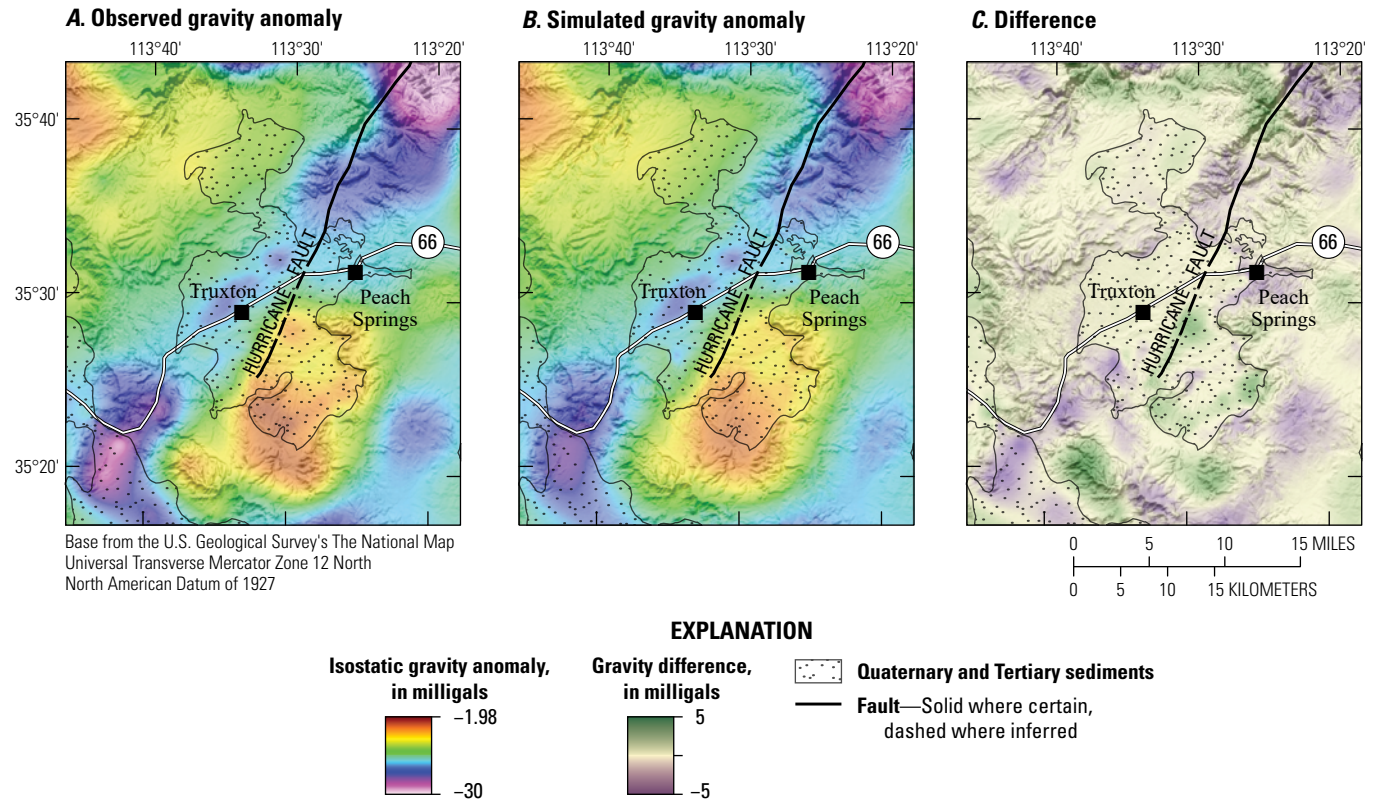 A. Observed gravity anomaly
113°40' 113°30' 113°20'
35°40'
35°30'
35°20'
HURRICANE FAULT
66
Truxton
Peach
Springs
Base from the U.S. Geological Survey's The National Map
Universal Transverse Mercator Zone 12 North
North American Datum of 1927
B. Simulated gravity anomaly
113°40' 113°30' 113°20'
HURRICANE FAULT
66
Truxton
Peach
Springs
C. Difference
113°40' 113°30' 113°20'
HURRICANE FAULT
66
Truxton
Peach
Springs
0 5 10 15 MILES
0 5 10 15 KILOMETERS
EXPLANATION
Isostatic gravity anomaly,
in milligals
−1.98
−30
Gravity difference,
in milligals
5
−5
Quaternary and Tertiary sediments
Fault—Solid where certain,
dashed where inferred